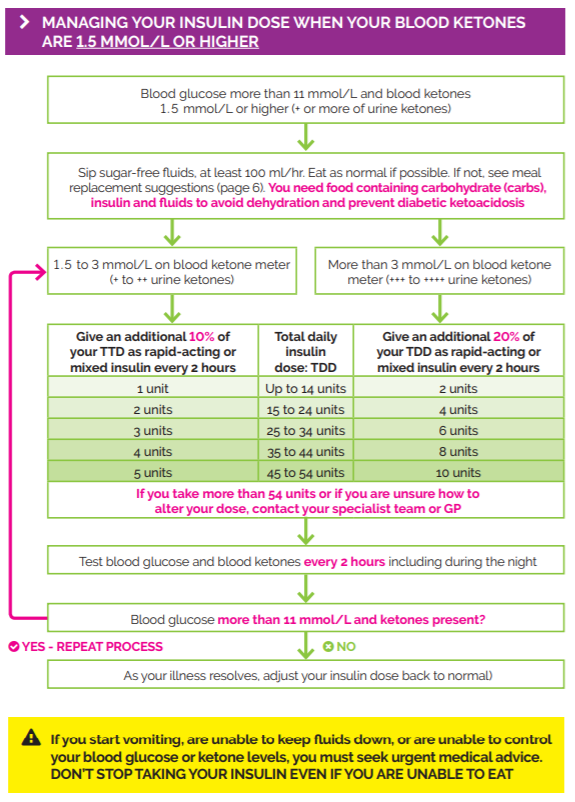 MANAGING YOUR INSULIN DOSE WHEN YOUR BLOOD KETONES
ARE 1.5 MMOL/L OR HIGHER
Blood glucose more than 11 mmol/L and blood ketones
1.5 mmol/L or higher (+ or more of urine ketones)
Sip sugar-free fluids, at least 100 ml/hr. Eat as normal if possible. If not, see meal
replacement suggestions (page 6). You need food containing carbohydrate (carbs),
insulin and fluids to avoid dehydration and prevent diabetic ketoacidosis
1.5 to 3 mmol/L on blood ketone meter
(+ to ++ urine ketones)
More than 3 mmol/L on blood ketone
meter (+++ to ++++ urine ketones)
Give an additional 10% of
your TTD as rapid-acting or
mixed insulin every 2 hours
Total daily
insulin
dose: TDD
Give an additional 20% of
your TDD as rapid-acting or
mixed insulin every 2 hours
1 unit Up to 14 units 2 units
2 units 15 to 24 units 4 units
3 units 25 to 34 units 6 units
4 units 35 to 44 units 8 units
5 units 45 to 54 units 10 units
If you take more than 54 units or if you are unsure how to
alter your dose, contact your specialist team or GP
Test blood glucose and blood ketones every 2 hours including during the night
Blood glucose more than 11 mmol/L and ketones present?
YES - REPEAT PROCESS
NO
As your illness resolves, adjust your insulin dose back to normal)
If you start vomiting, are unable to keep fluids down, or are unable to control
your blood glucose or ketone levels, you must seek urgent medical advice.
DON'T STOP TAKING YOUR INSULIN EVEN IF YOU ARE UNABLE TO EAT